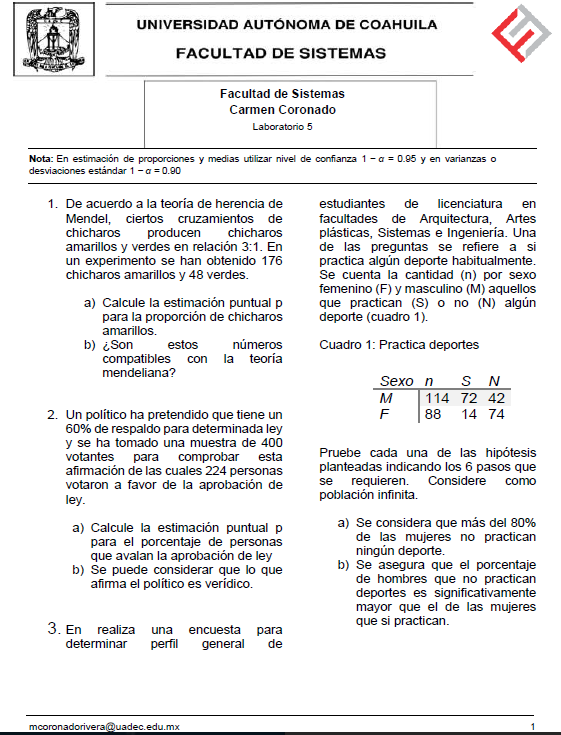 UNIVERSIDAD AUTÓNOMA DE COAHUILA
FACULTAD DE SISTEMAS
Facultad de Sistemas
Carmen Coronado
Laboratorio 5
Nota: En estimación de proporciones y medias utilizar nivel de confianza 1 − α = 0.95 y en varianzas o
desviaciones estándar 1 − α = 0.90
1. De acuerdo a la teoría de herencia de
Mendel, ciertos cruzamientos de
chicharos producen chicharos
amarillos y verdes en relación 3:1. En
un experimento se han obtenido 176
chicharos amarillos y 48 verdes.
a) Calcule la estimación puntual p
para la proporción de chicharos
amarillos.
b) ¿Son estos números
compatibles con la teoría
mendeliana?
2. Un político ha pretendido que tiene un
60% de respaldo para determinada ley
y se ha tomado una muestra de 400
votantes para comprobar esta
afirmación de las cuales 224 personas
votaron a favor de la aprobación de
ley.
a) Calcule la estimación puntual p
para el porcentaje de personas
que avalan la aprobación de ley
b) Se puede considerar que lo que
afirma el político es verídico.
3. En realiza una encuesta para
determinar perfil general de
estudiantes de licenciatura en
facultades de Arquitectura, Artes
plásticas, Sistemas e Ingeniería. Una
de las preguntas se refiere a si
practica algún deporte habitualmente.
Se cuenta la cantidad (n) por sexo
femenino (F) y masculino (M) aquellos
que practican (S) o no (N) algún
deporte (cuadro 1).
Cuadro 1: Practica deportes
Sexo n S N
M 114 72 42
F 88 14 74
Pruebe cada una de las hipótesis
planteadas indicando los 6 pasos que
se requieren. Considere como
población infinita.
a) Se considera que más del 80%
de las mujeres no practican
ningún deporte.
b) Se asegura que el porcentaje
de hombres que no practican
deportes es significativamente
mayor que el de las mujeres
que si practican.
mcoronadorivera@uadec.edu.mx 1